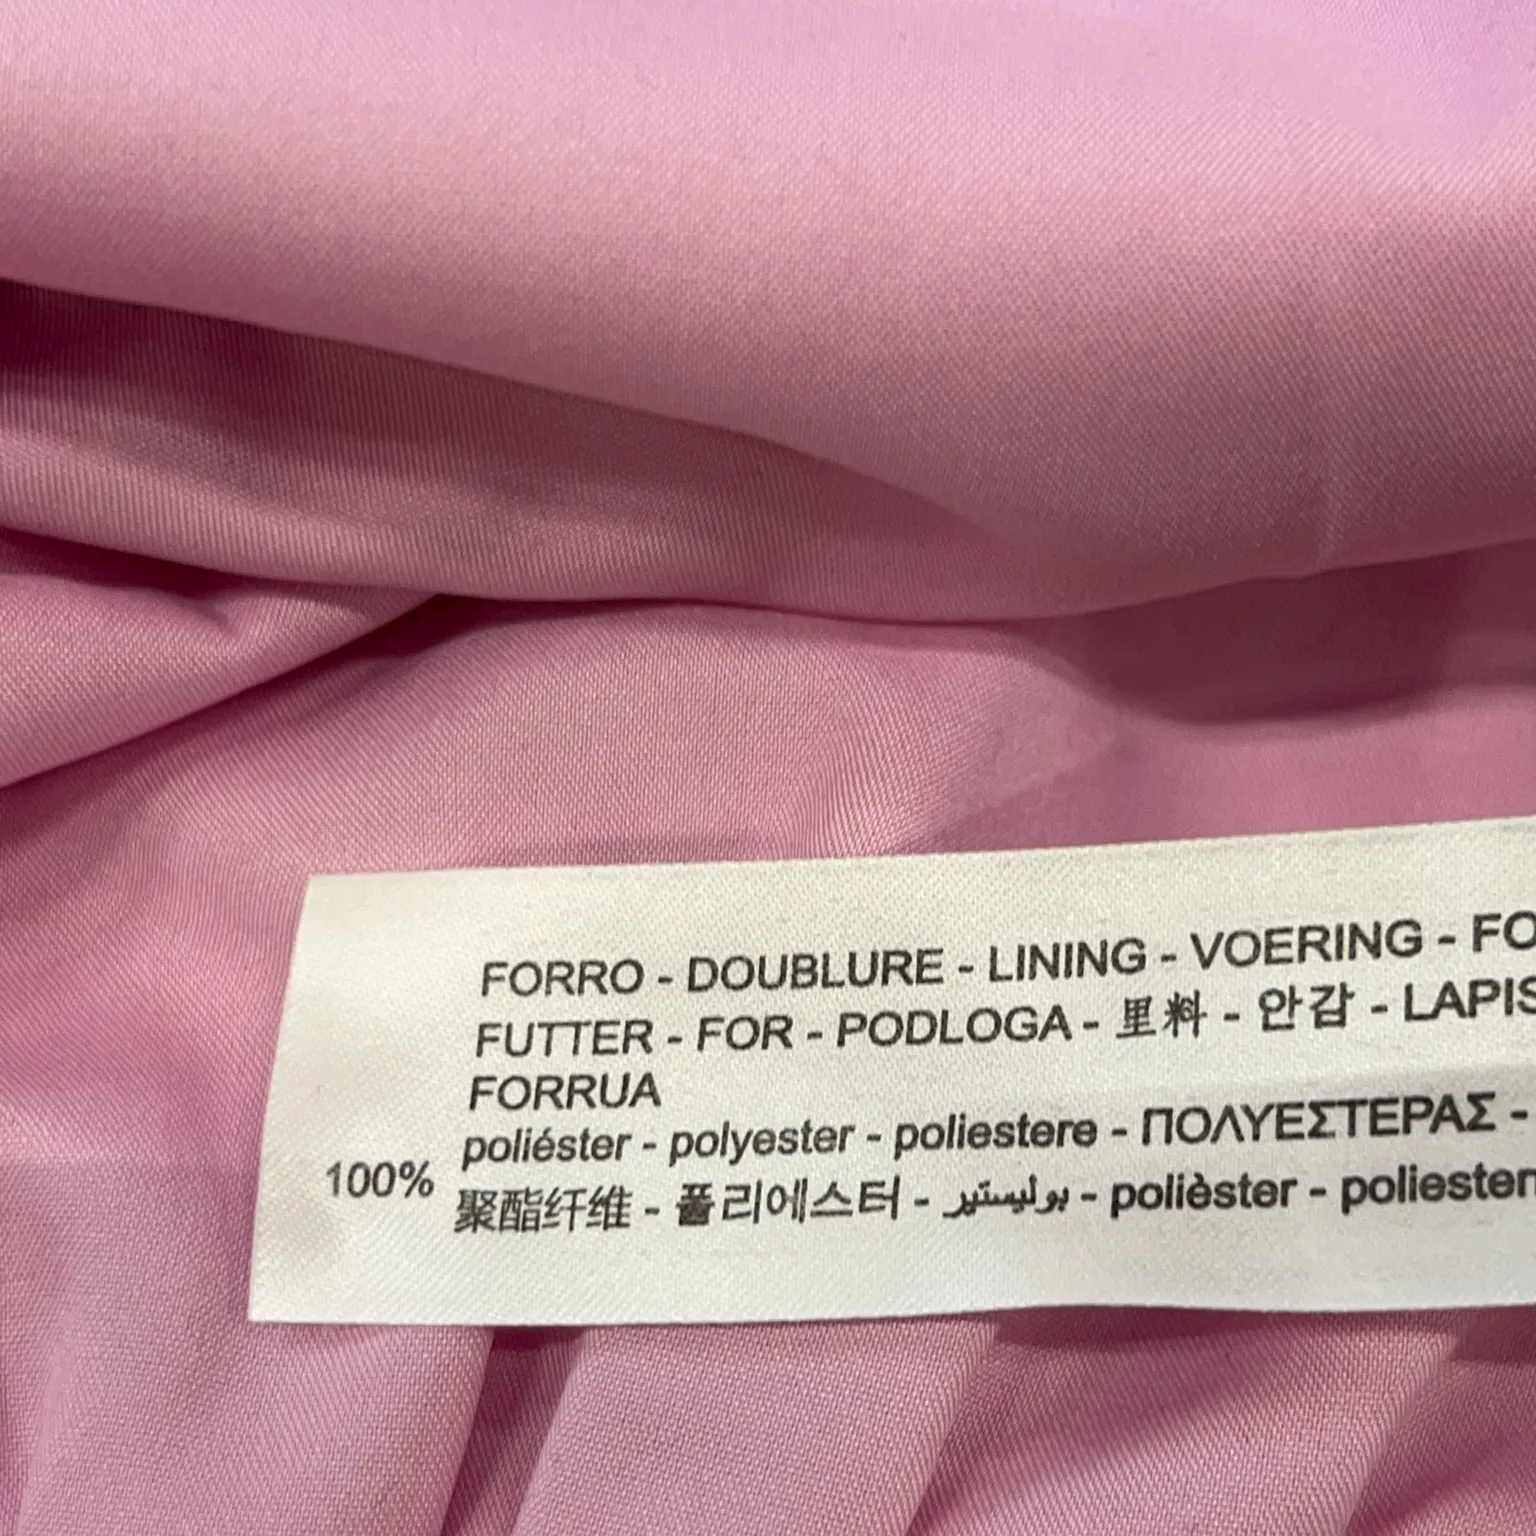 FORRO - DOUBLURE - LINING - VOERING - FO
FUTTER - FOR - PODLOGA - 里料 - 안감 - LAPIS
FORRUA
poliéster - polyester - poliestere - ΠΟΛΥΕΣΤΕΡΑΣ -
100% 聚酯纤维 - 폴리에스터 - بوليستير - polièster - poliester